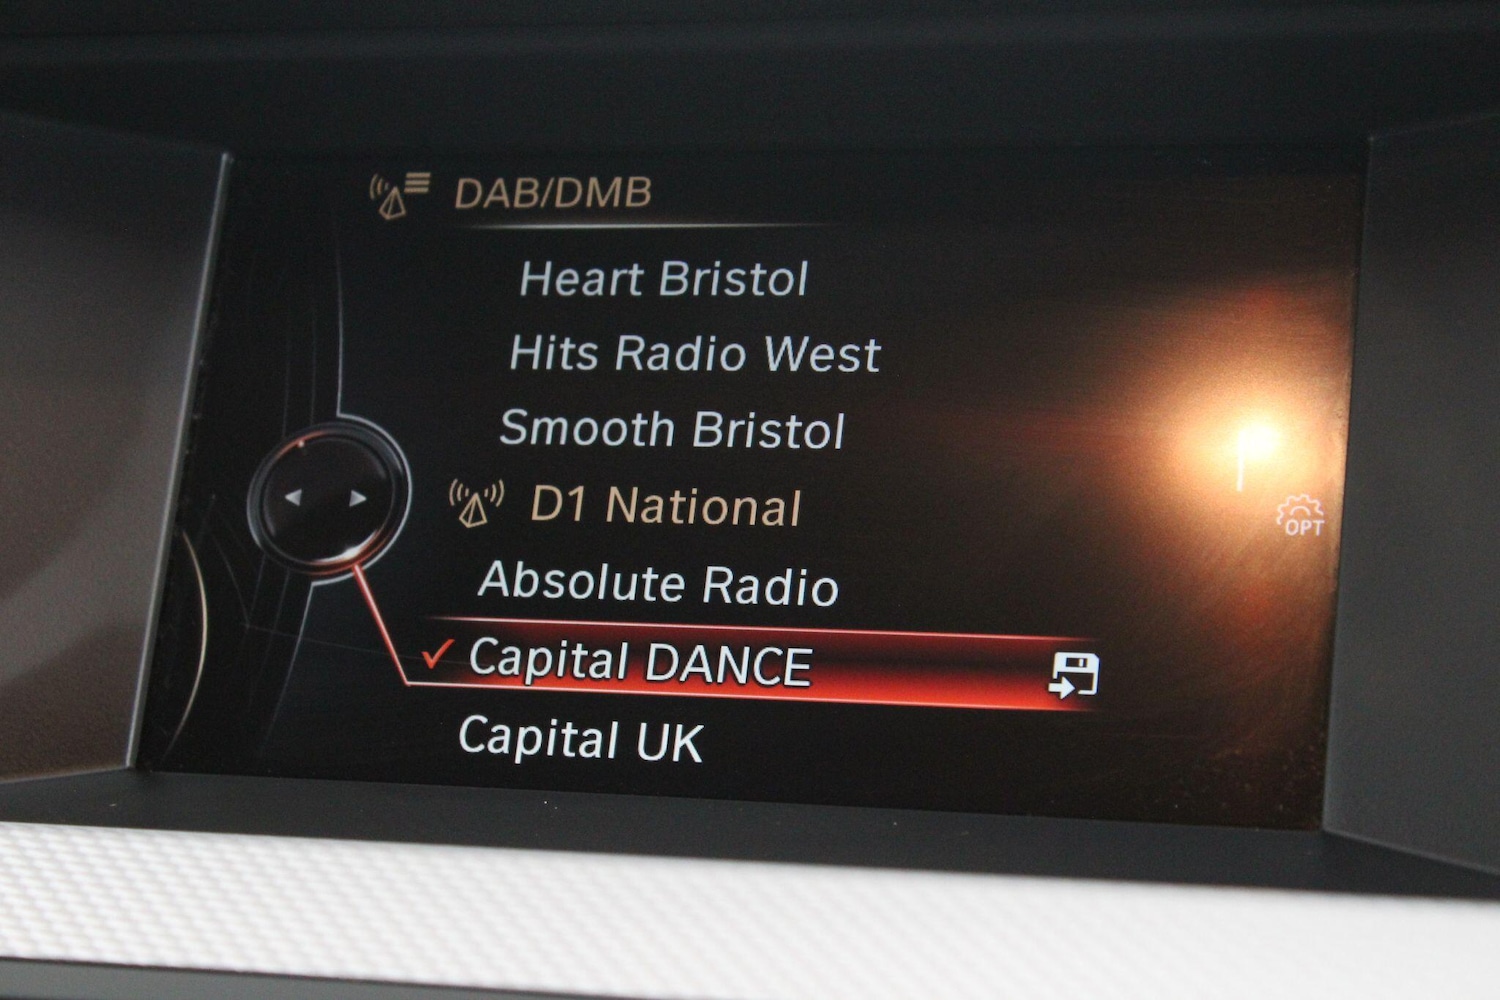 DAB/DMB
Heart Bristol
Hits Radio West
Smooth Bristol
D1 National
OPT
Absolute Radio
Capital DANCE
Capital UK